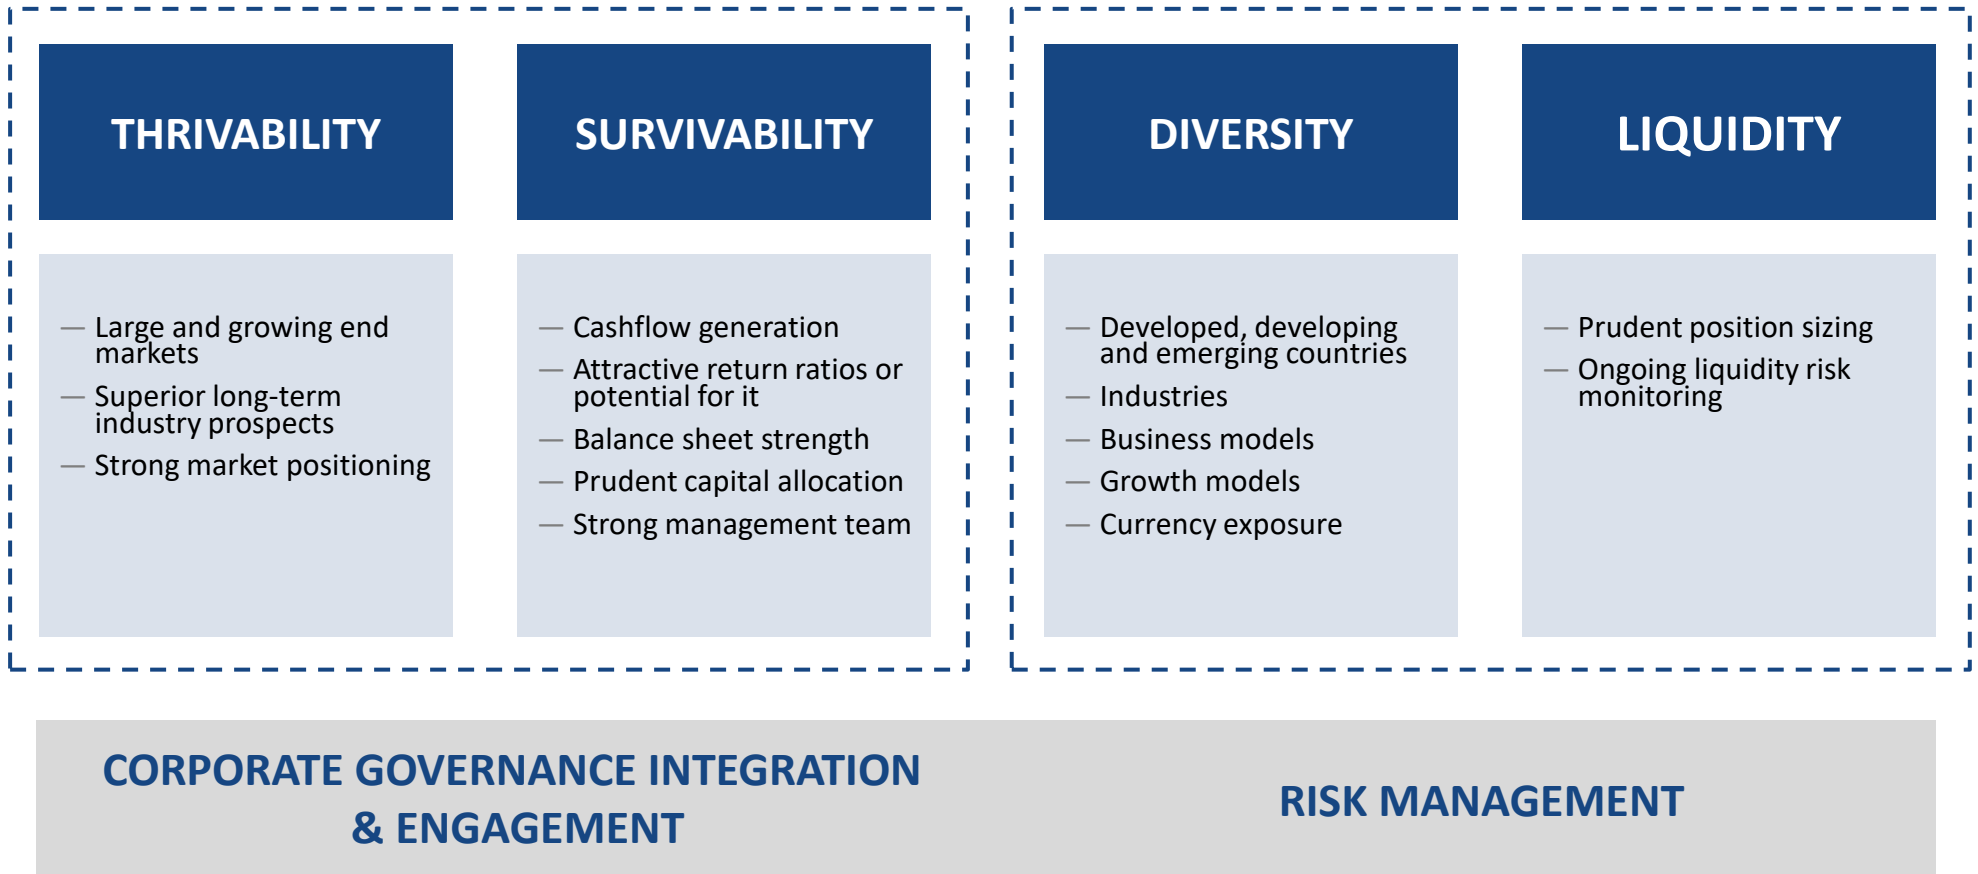 THRIVABILITY
— Large and growing end
markets
— Superior long-term
industry prospects
— Strong market positioning
SURVIVABILITY
— Cashflow generation
— Attractive return ratios or
potential for it
— Balance sheet strength
— Prudent capital allocation
— Strong management team
DIVERSITY
— Developed, developing
and emerging countries
— Industries
— Business models
— Growth models
— Currency exposure
LIQUIDITY
— Prudent position sizing
— Ongoing liquidity risk
monitoring
CORPORATE GOVERNANCE INTEGRATION
& ENGAGEMENT
RISK MANAGEMENT